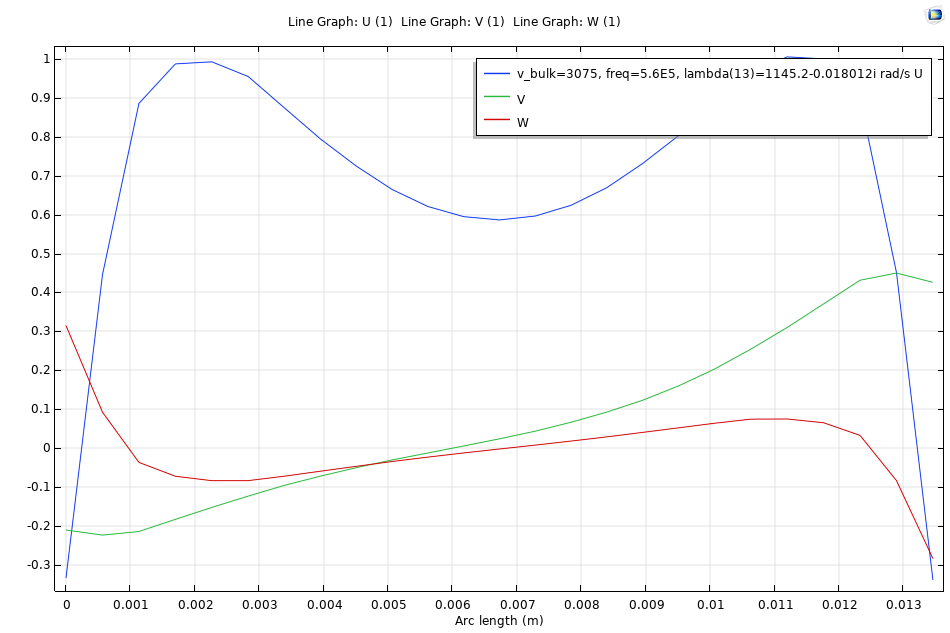 Line Graph: U (1)  Line Graph: V (1)  Line Graph: W (1)
v_bulk=3075, freq=5.6E5, lambda(13)=1145.2-0.018012i rad/s U
V
W
1
0.9
0.8
0.7
0.6
0.5
0.4
0.3
0.2
0.1
0
-0.1
-0.2
-0.3
0 0.001 0.002 0.003 0.004 0.005 0.006 0.007 0.008 0.009 0.01 0.011 0.012 0.013
Arc length (m)